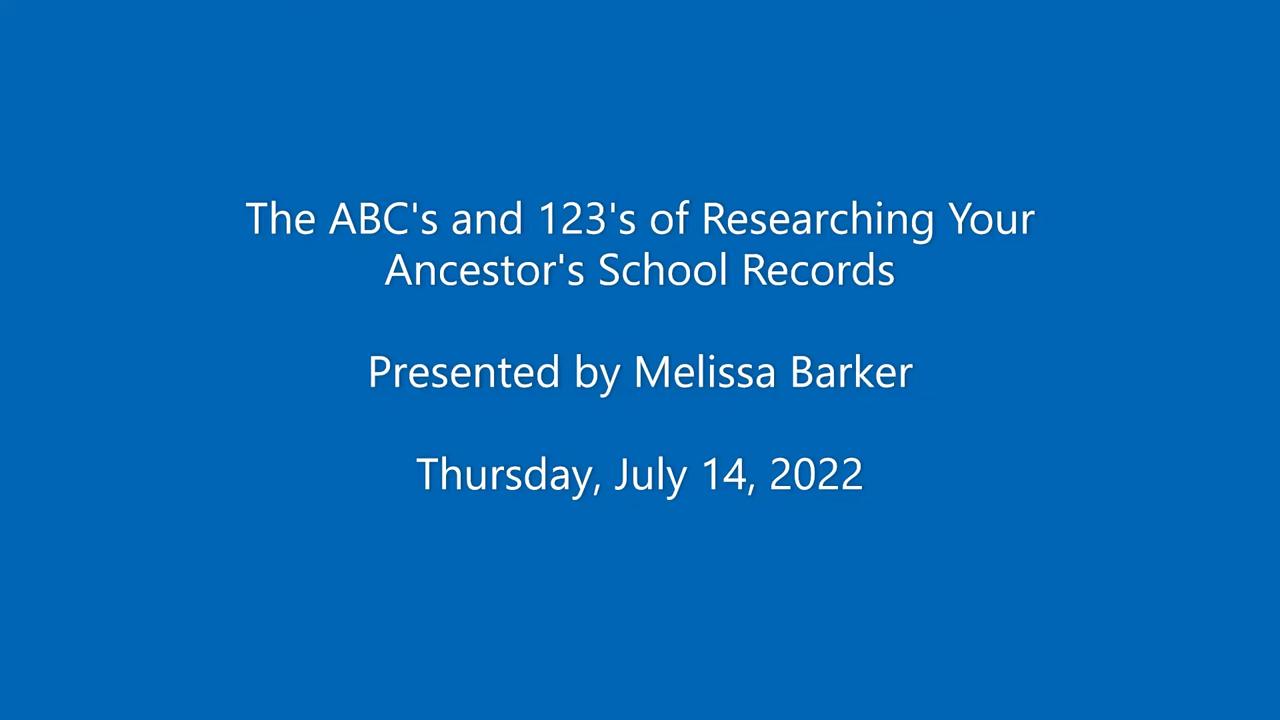 The ABC's and 123's of Researching Your
Ancestor's School Records
Presented by Melissa Barker
Thursday, July 14, 2022